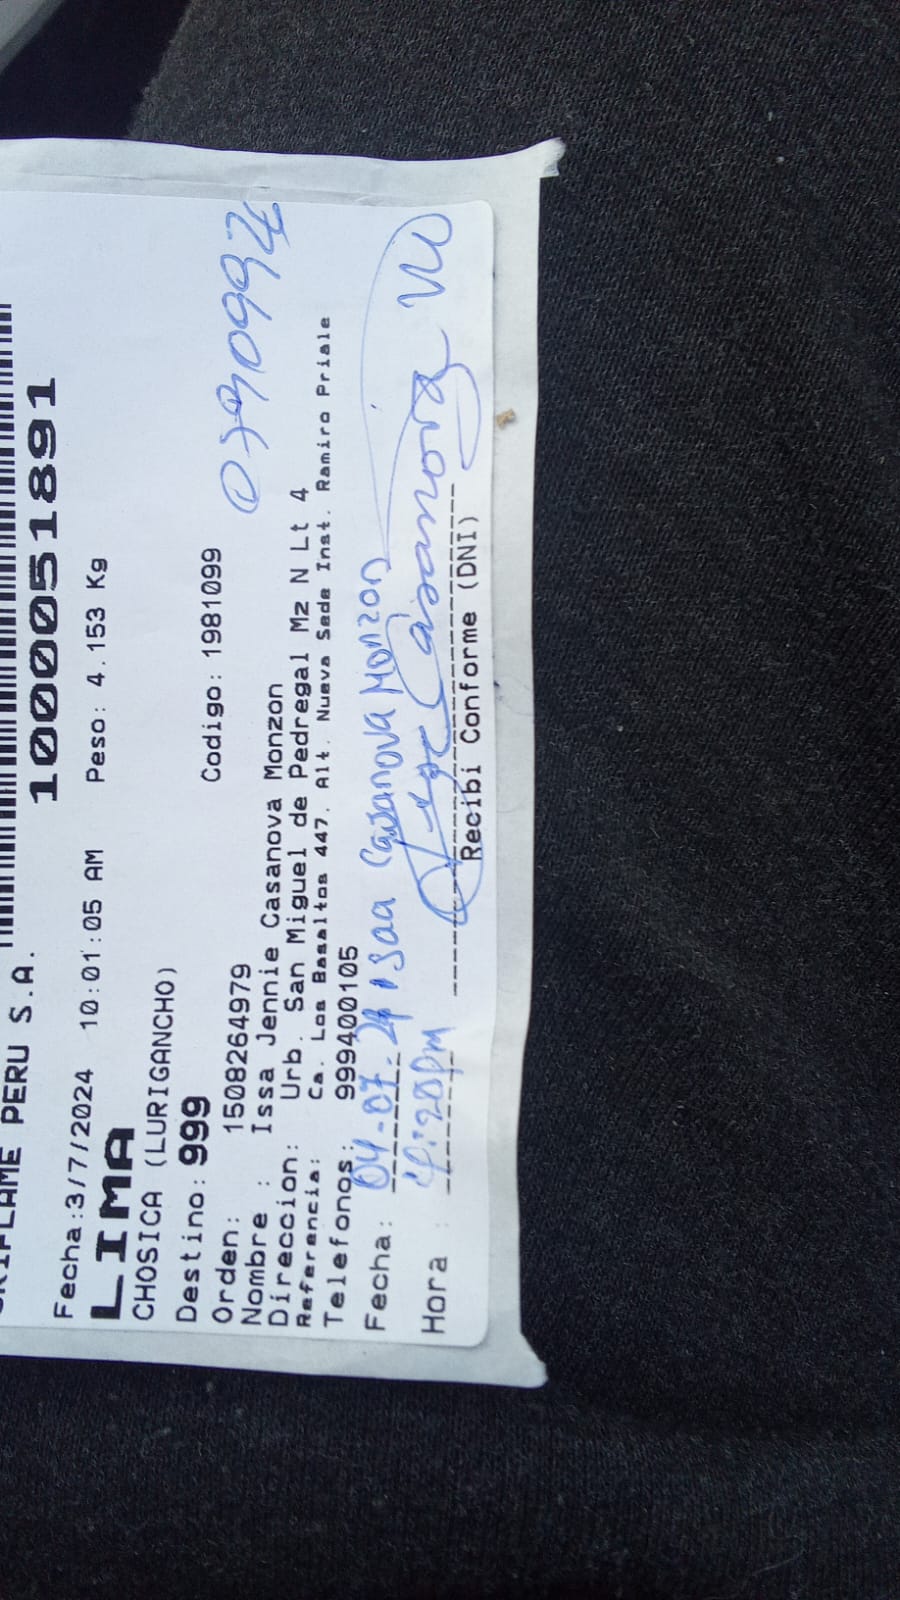 ORIFLAME PERU S.A.
1000051891
Fecha:3/7/2024 10:01:05 AM Peso: 4.153 Kg
LIMA
CHOSICA (LURIGANCHO)
Destino: 999 Codigo: 1981099
Orden: 1508264979
Nombre : Issa Jennie Casanova Monzon
Direccion: Urb. San Miguel de Pedregal Mz N Lt 4
Referencia: Ca. Los Basaltos 447. Alt. Nueva Sede Inst. Ramiro Priale
Telefonos: 999400105
Fecha: 04-07-24 Casanova Monzon
Hora : 4:20pm Casanova
Recibi Conforme (DNI)